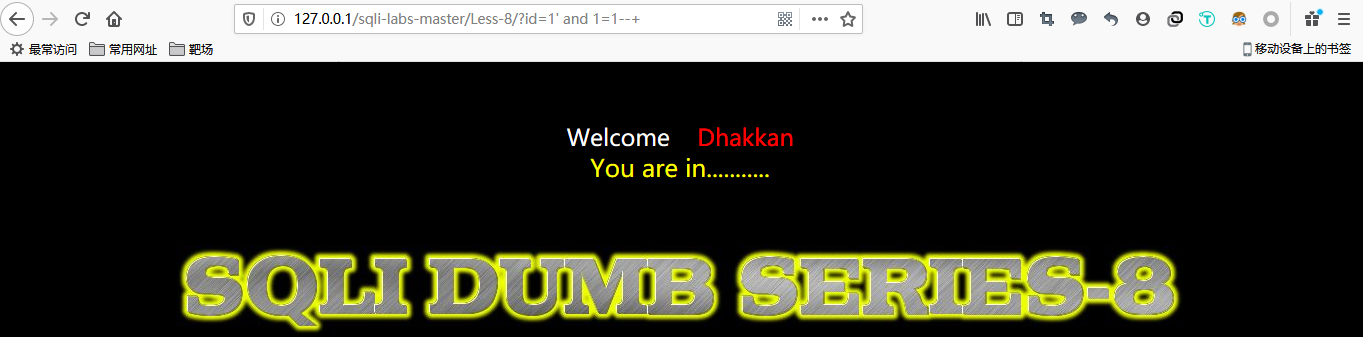 127.0.0.1/sqli-labs-master/Less-8/?id=1' and 1=1--+
最常访问 常用网址 靶场 移动设备上的书签
Welcome Dhakkan
You are in...........
SQLI DUMB SERIES-8